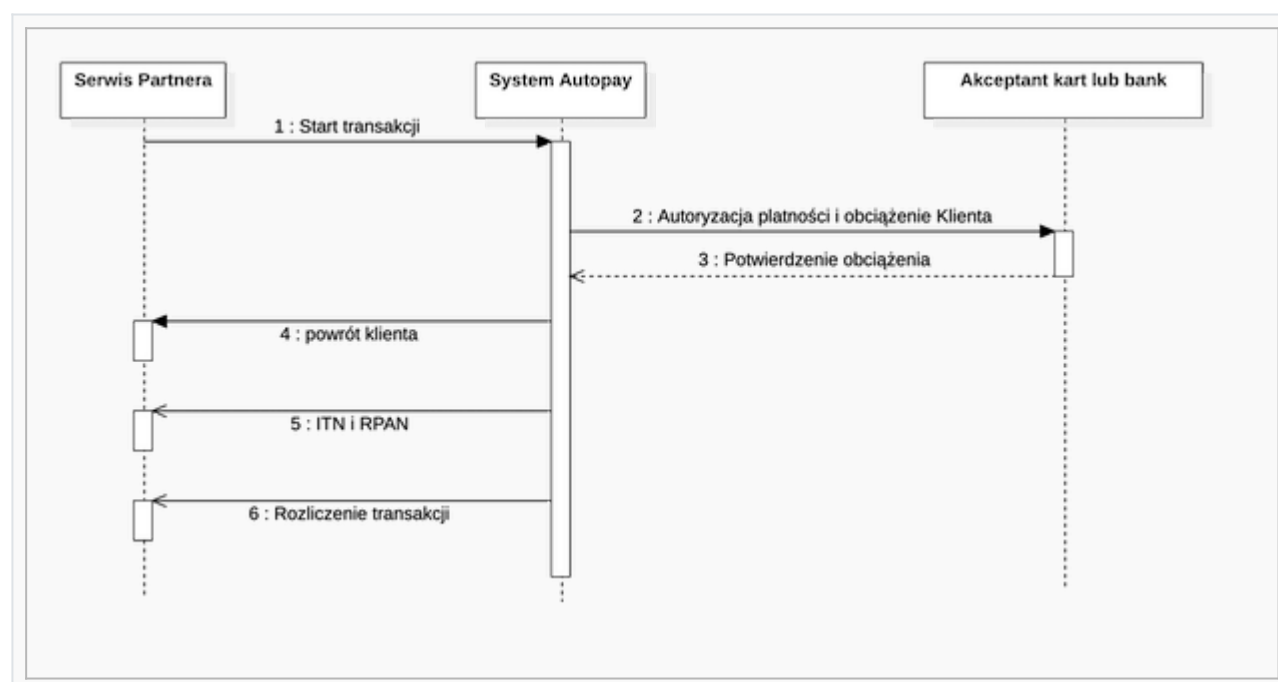 Serwis Partnera
System Autopay
Akceptant kart lub bank
1 : Start transakcji
2 : Autoryzacja platności i obciążenie Klienta
3 : Potwierdzenie obciążenia
4 : powrót klienta
5 : ITN i RPAN
6 : Rozliczenie transakcji